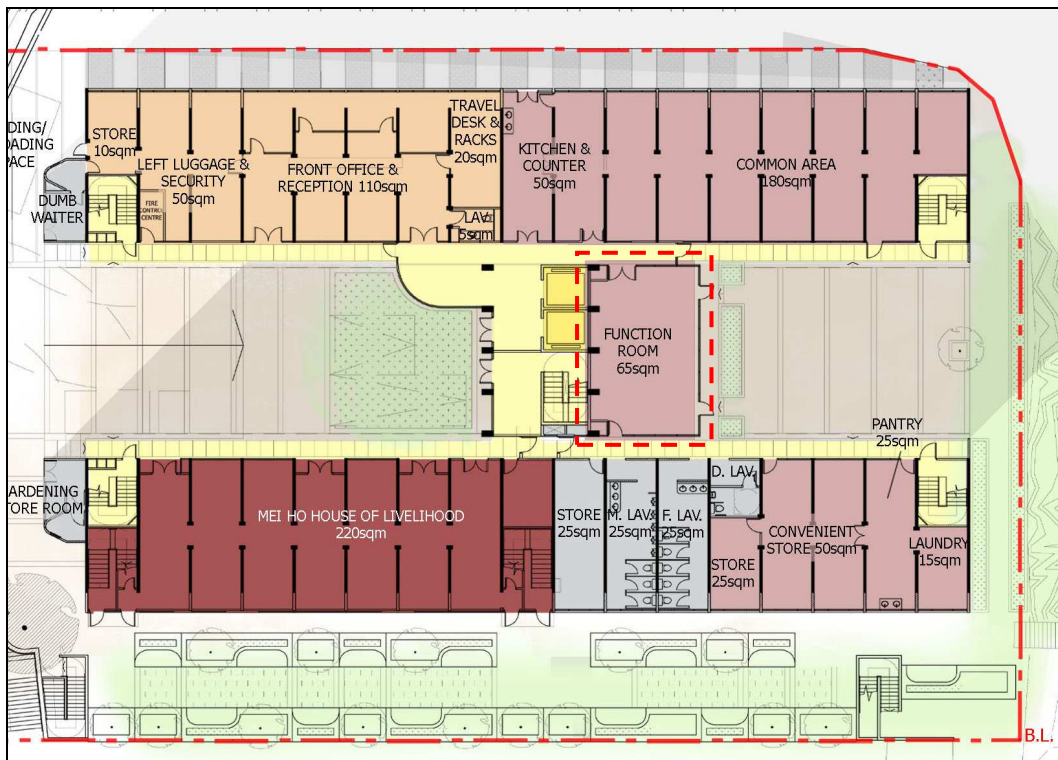 DING/
OADING
PACE
STORE
10sqm
LEFT LUGGAGE &
SECURITY
50sqm
FIRE
CONTROL
CENTRE
FRONT OFFICE &
RECEPTION 110sqm
TRAVEL
DESK &
RACKS
20sqm
LAV.
5sqm
KITCHEN &
COUNTER
50sqm
COMMON AREA
180sqm
DUMB
WAITER
FUNCTION
ROOM
65sqm
PANTRY
25sqm
ARDENING
TORE ROOM
MEI HO HOUSE OF LIVELIHOOD
220sqm
STORE
25sqm
M. LAV.
25sqm
F. LAV.
25sqm
D. LAV.
STORE
25sqm
CONVENIENT
STORE 50sqm
LAUNDRY
15sqm
B.L.